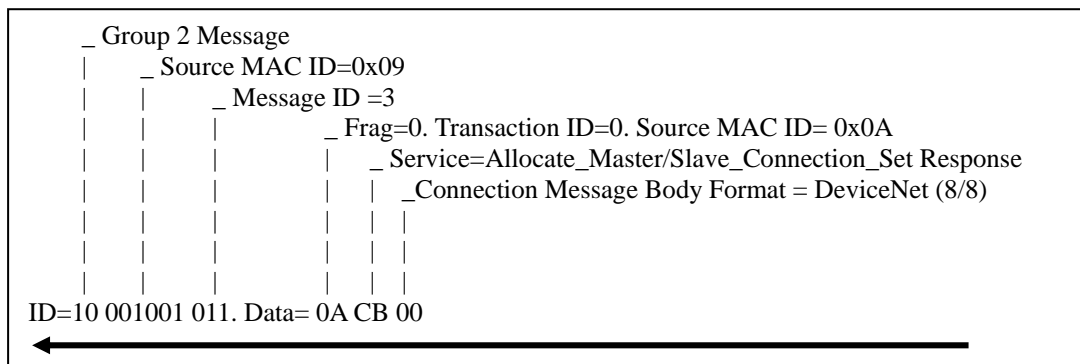 _ Group 2 Message
| _ Source MAC ID=0x09
| | _ Message ID =3
| | | _ Frag=0. Transaction ID=0. Source MAC ID= 0x0A
| | | | _ Service=Allocate_Master/Slave_Connection_Set Response
| | | | | _Connection Message Body Format = DeviceNet (8/8)
| | | | | |
| | | | | |
| | | | | |
ID=10 001001 011. Data= 0A CB 00